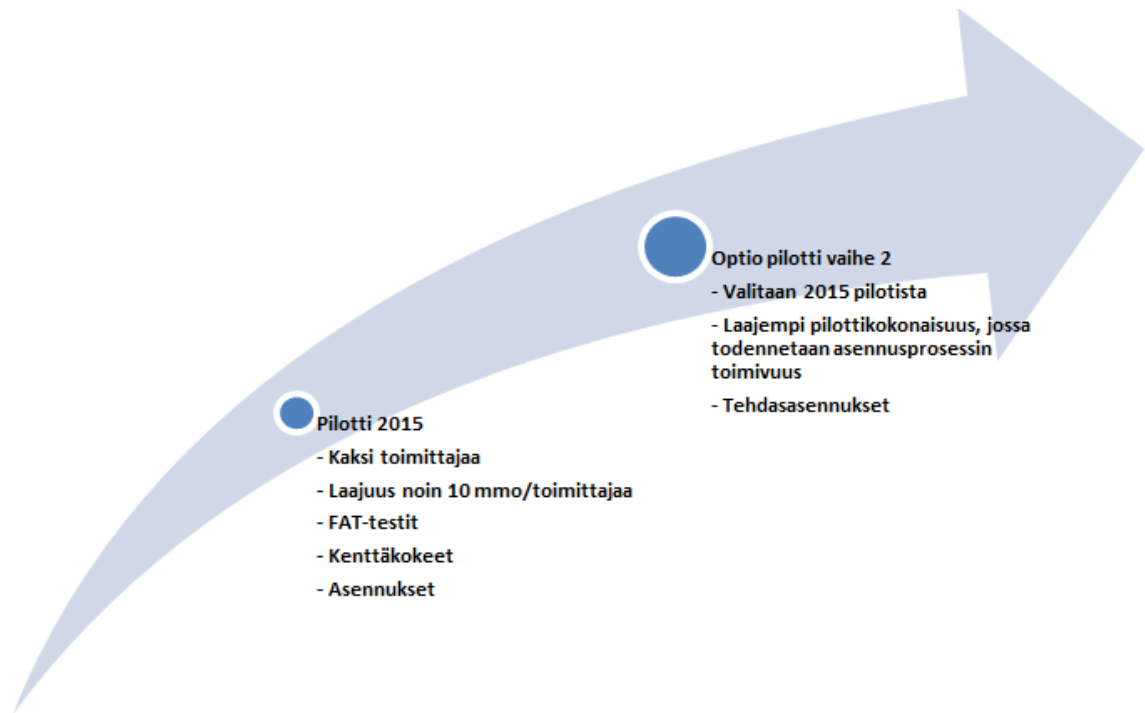 Optio pilotti vaihe 2
- Valitaan 2015 pilotista
- Laajempi pilottikokonaisuus, jossa
todennetaan asennusprosessin
toimivuus
- Tehdasasennukset
Pilotti 2015
- Kaksi toimittajaa
- Laajuus noin 10 mmo/toimittajaa
- FAT-testit
- Kenttäkokeet
- Asennukset